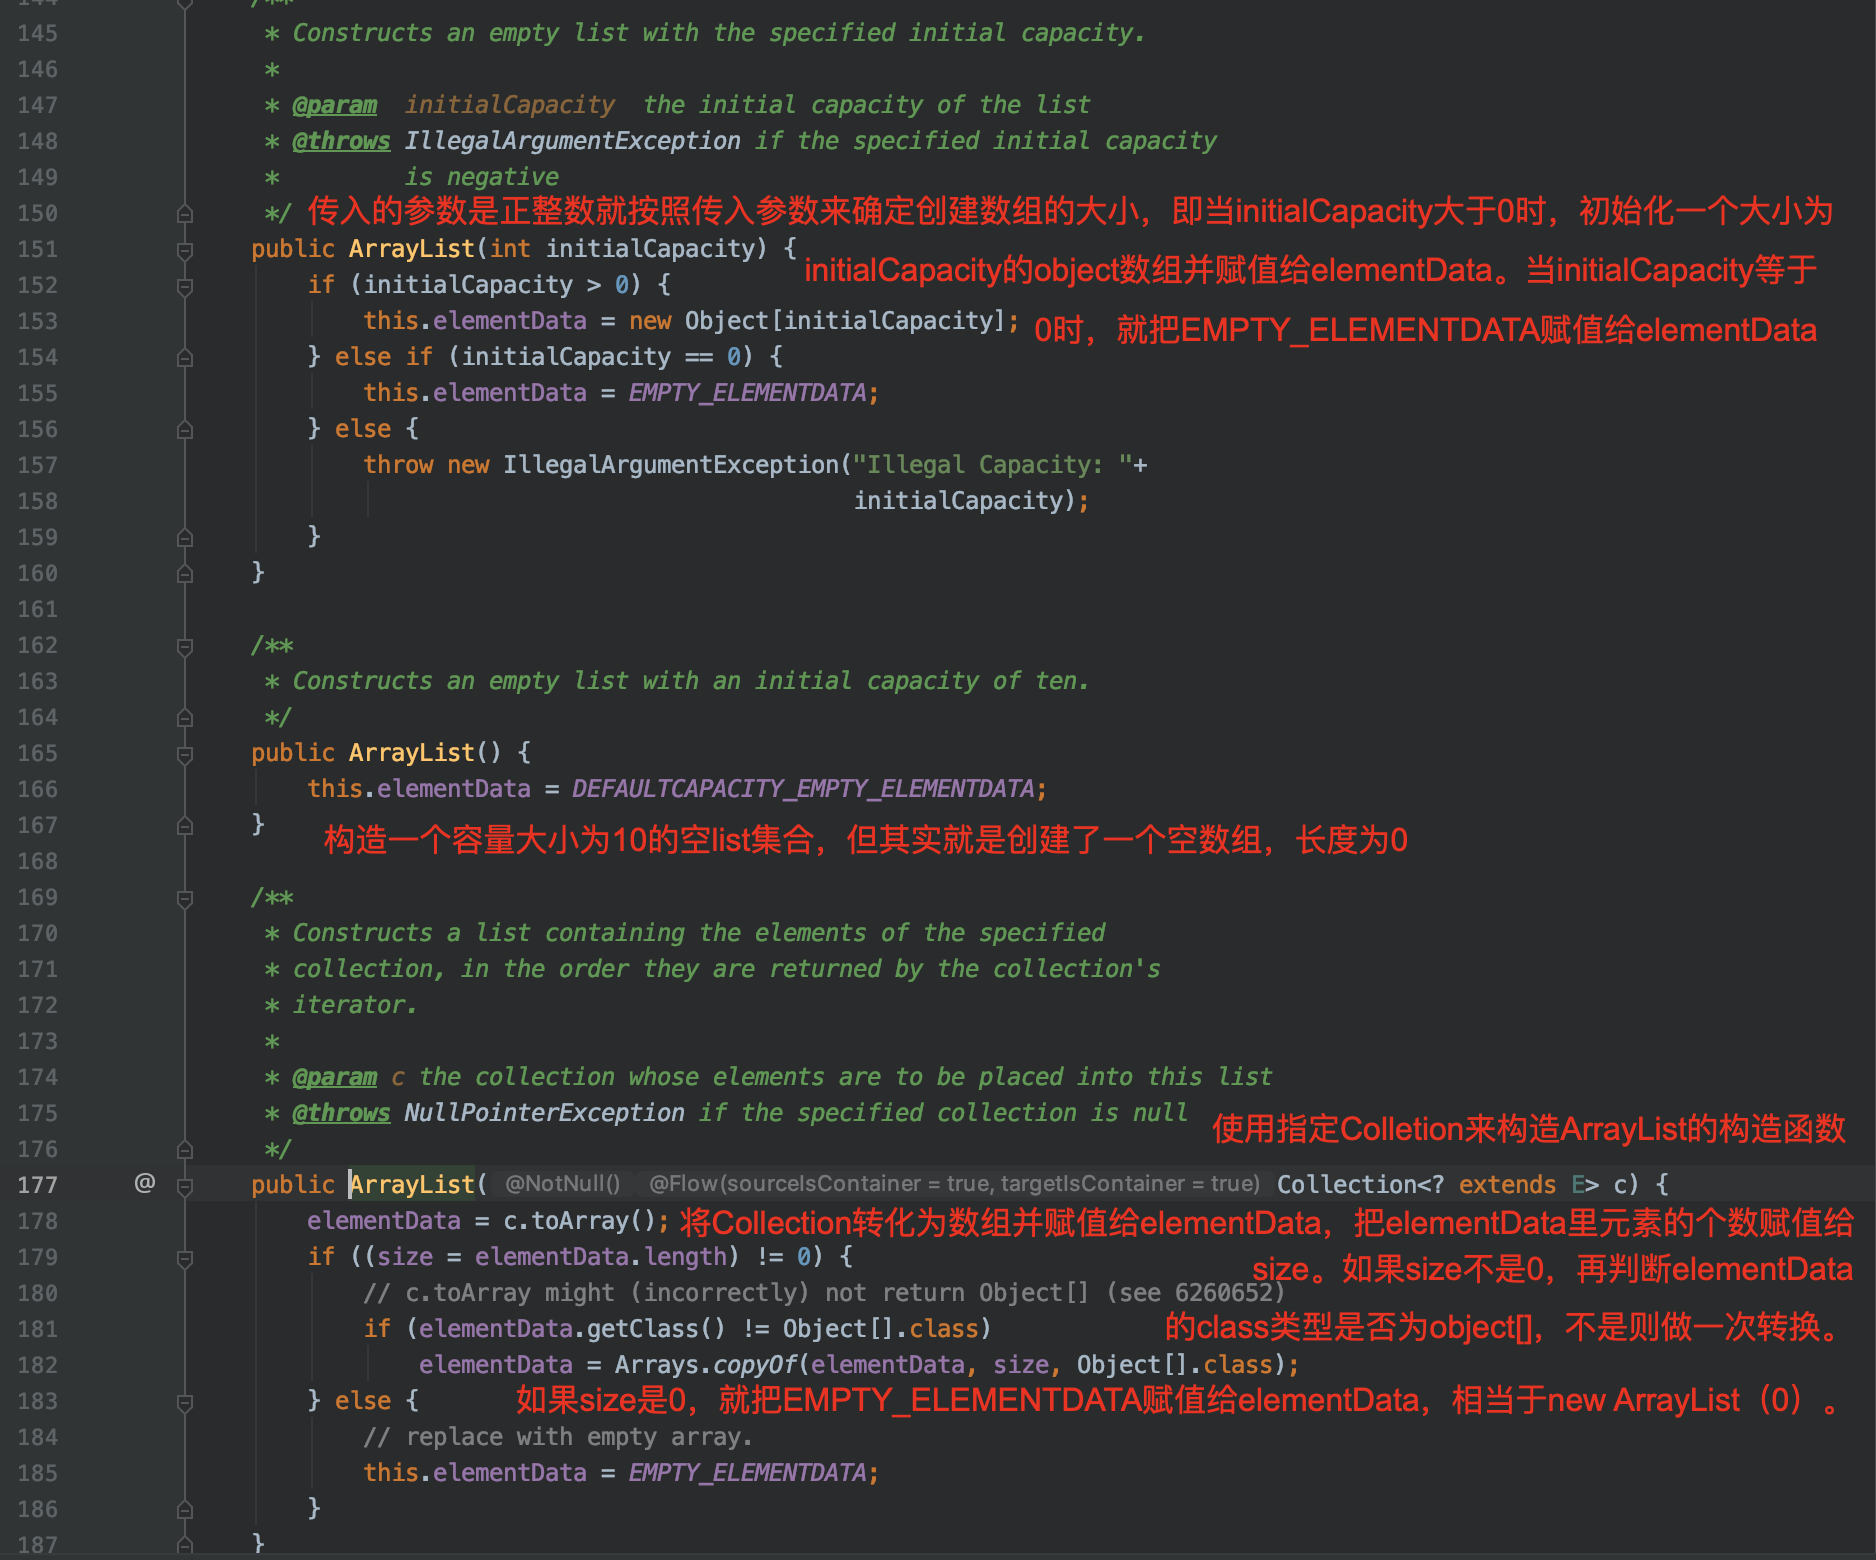 144 /**
145 * Constructs an empty list with the specified initial capacity.
146 *
147 * @param initialCapacity the initial capacity of the list
148 * @throws IllegalArgumentException if the specified initial capacity
149 * is negative
150 */ 传入的参数是正整数就按照传入参数来确定创建数组的大小，即当initialCapacity大于0时，初始化一个大小为
151 public ArrayList(int initialCapacity) {
initialCapacity的object数组并赋值给elementData。当initialCapacity等于
152 if (initialCapacity > 0) {
153 this.elementData = new Object[initialCapacity]; 0时，就把EMPTY_ELEMENTDATA赋值给elementData
154 } else if (initialCapacity == 0) {
155 this.elementData = EMPTY_ELEMENTDATA;
156 } else {
157 throw new IllegalArgumentException("Illegal Capacity: "+
158 initialCapacity);
159 }
160 }
161
162 /**
163 * Constructs an empty list with an initial capacity of ten.
164 */
165 public ArrayList() {
166 this.elementData = DEFAULTCAPACITY_EMPTY_ELEMENTDATA;
167 }
构造一个容量大小为10的空list集合，但其实就是创建了一个空数组，长度为0
168
169 /**
170 * Constructs a list containing the elements of the specified
171 * collection, in the order they are returned by the collection's
172 * iterator.
173 *
174 * @param c the collection whose elements are to be placed into this list
175 * @throws NullPointerException if the specified collection is null
使用指定Colletion来构造ArrayList的构造函数
176 */
177 @ public ArrayList( @NotNull() @Flow(sourceIsContainer = true, targetIsContainer = true) Collection<? extends E> c) {
178 elementData = c.toArray(); 将Collection转化为数组并赋值给elementData，把elementData里元素的个数赋值给
179 if ((size = elementData.length) != 0) {
size。如果size不是0，再判断elementData
180 // c.toArray might (incorrectly) not return Object[] (see 6260652)
181 if (elementData.getClass() != Object[].class) 的class类型是否为object[]，不是则做一次转换。
182 elementData = Arrays.copyOf(elementData, size, Object[].class);
183 } else { 如果size是0，就把EMPTY_ELEMENTDATA赋值给elementData，相当于new ArrayList（0）。
184 // replace with empty array.
185 this.elementData = EMPTY_ELEMENTDATA;
186 }
187 }